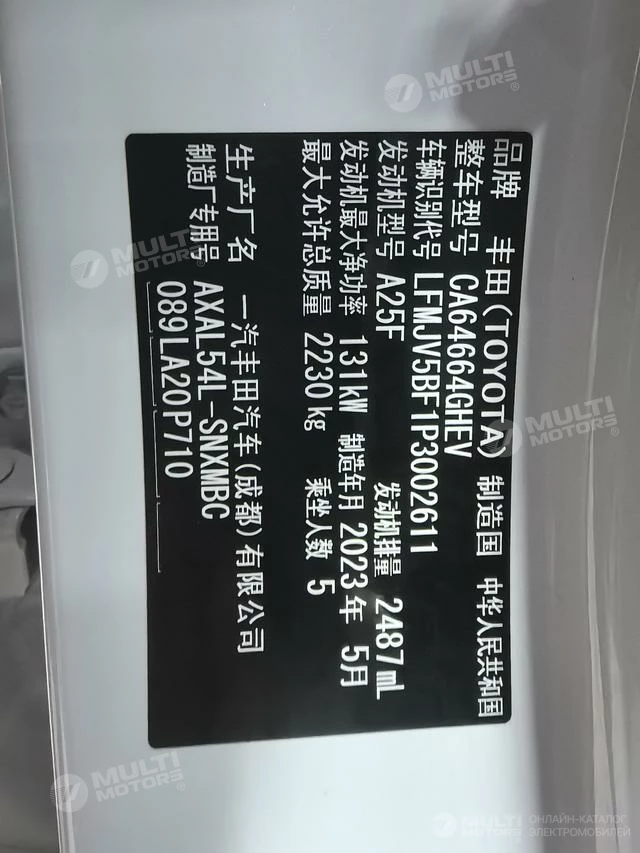 品牌 丰田(TOYOTA) 制造国 中华人民共和国
整车型号 CA64664GHEV
车辆识别代号 LFMJV5BF1P3002611
发动机型号 A25F 发动机排量 2487mL
发动机最大净功率 131kW 制造年月 2023年 5月
最大允许总质量 2230kg 乘坐人数 5
生产厂名 一汽丰田汽车(成都)有限公司
制造厂专用号 AXAL54L-SNXMBC
089LA20P710
MULTI MOTORS®
MULTI MOTORS®
MULTI MOTORS®
MULTI MOTORS®
MULTI MOTORS
ОНЛАЙН-КАТАЛОГ ЭЛЕКТРОМОБИЛЕЙ